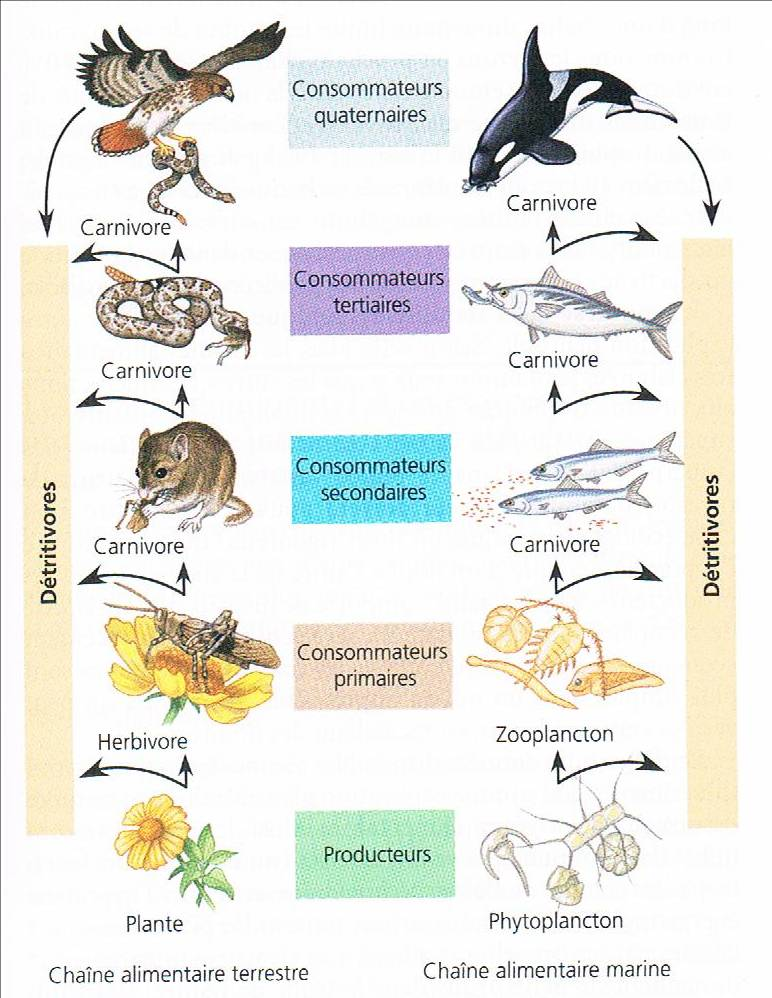 Consommateurs
quaternaires
Carnivore
Carnivore
Consommateurs
tertiaires
Carnivore
Carnivore
Consommateurs
secondaires
Carnivore
Carnivore
Détritivores
Détritivores
Consommateurs
primaires
Herbivore
Zooplancton
Producteurs
Plante
Phytoplancton
Chaîne alimentaire terrestre
Chaîne alimentaire marine